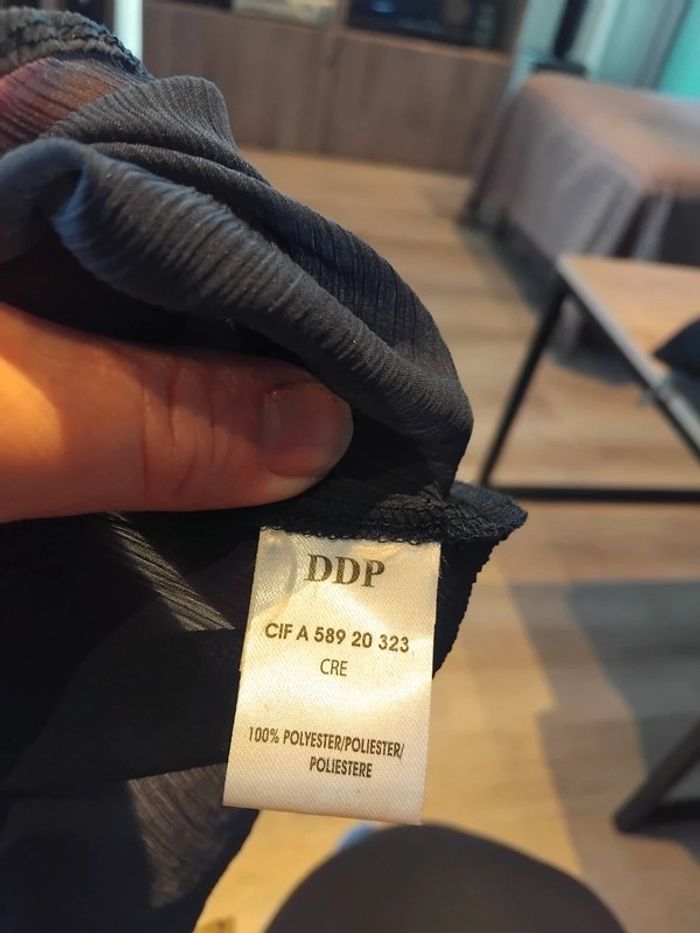 DDP
CIF A 589 20 323
CRE
100% POLYESTER/POLIESTER/
POLIESTERE